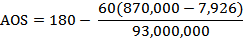 AOS = 180 − 60(870,000 − 7,926)
93,000,000